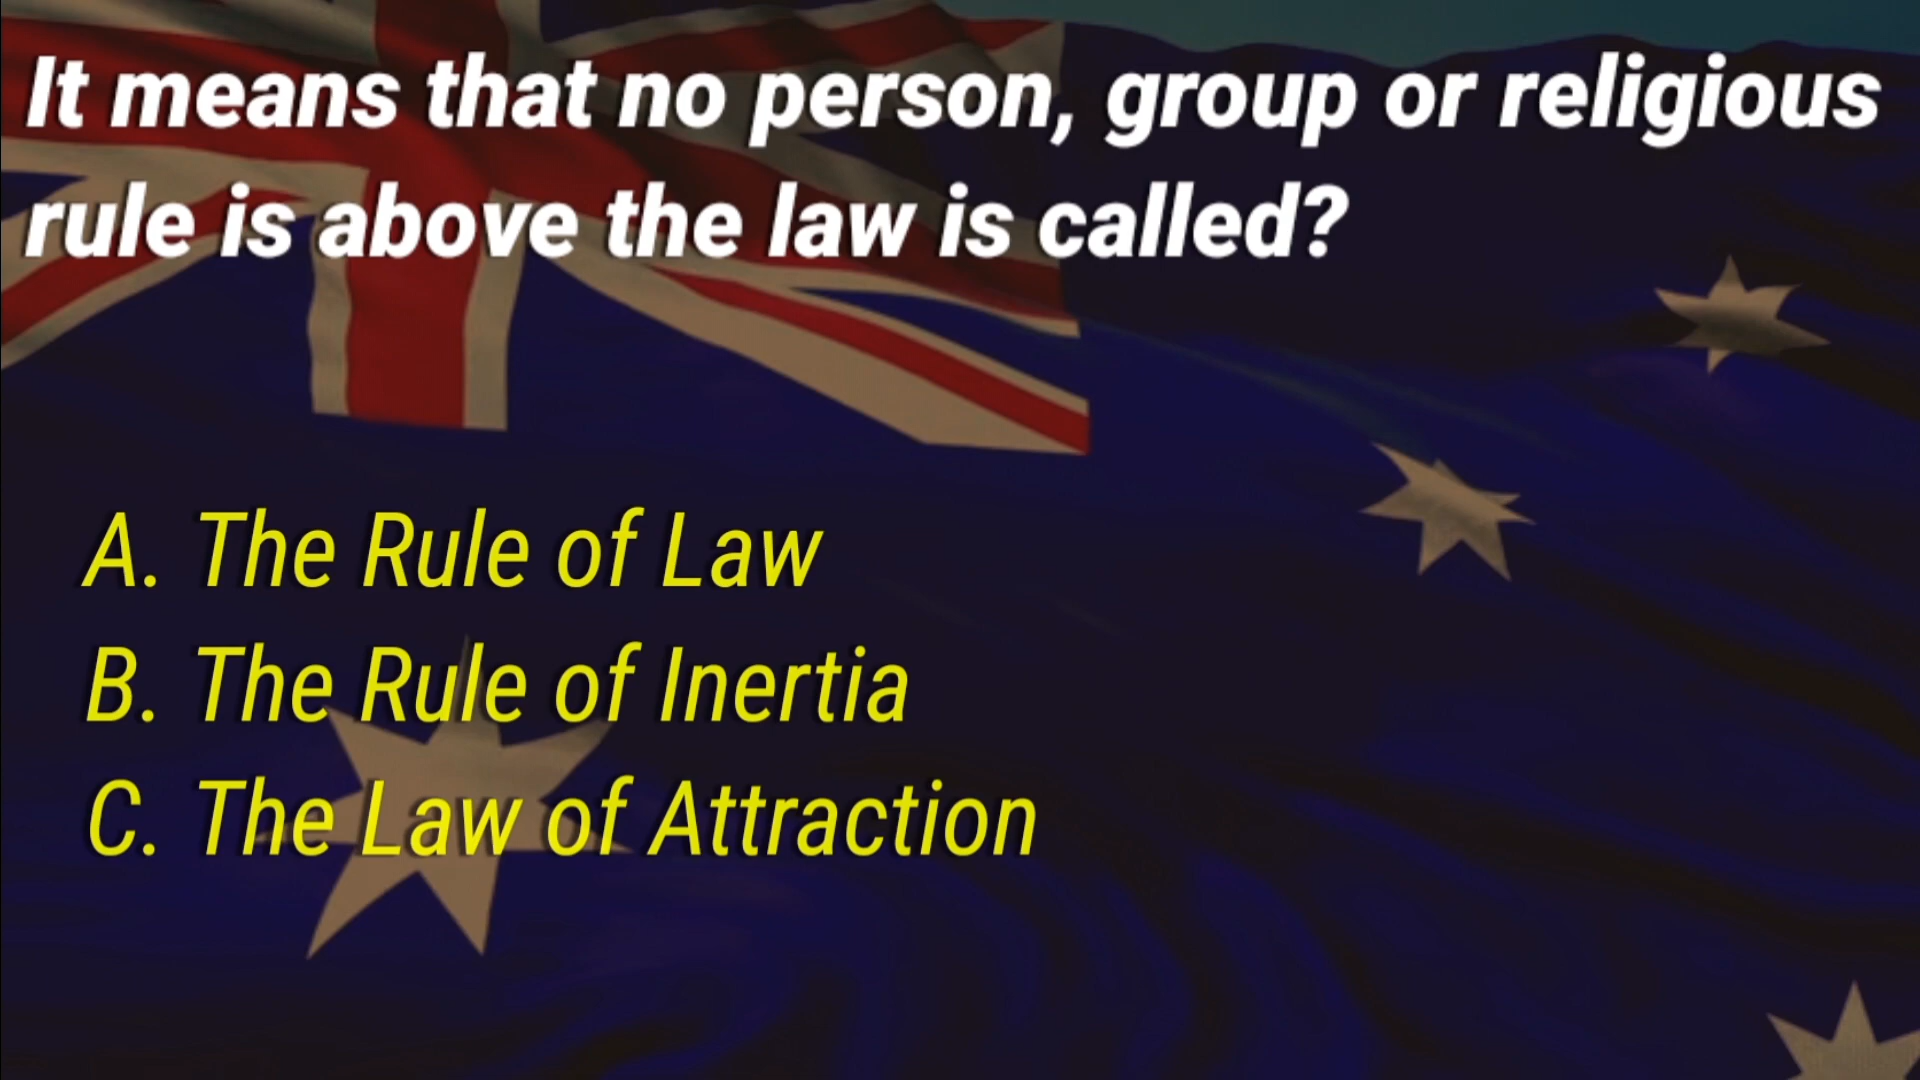 It means that no person, group or religious
rule is above the law is called?
A. The Rule of Law
B. The Rule of Inertia
C. The Law of Attraction